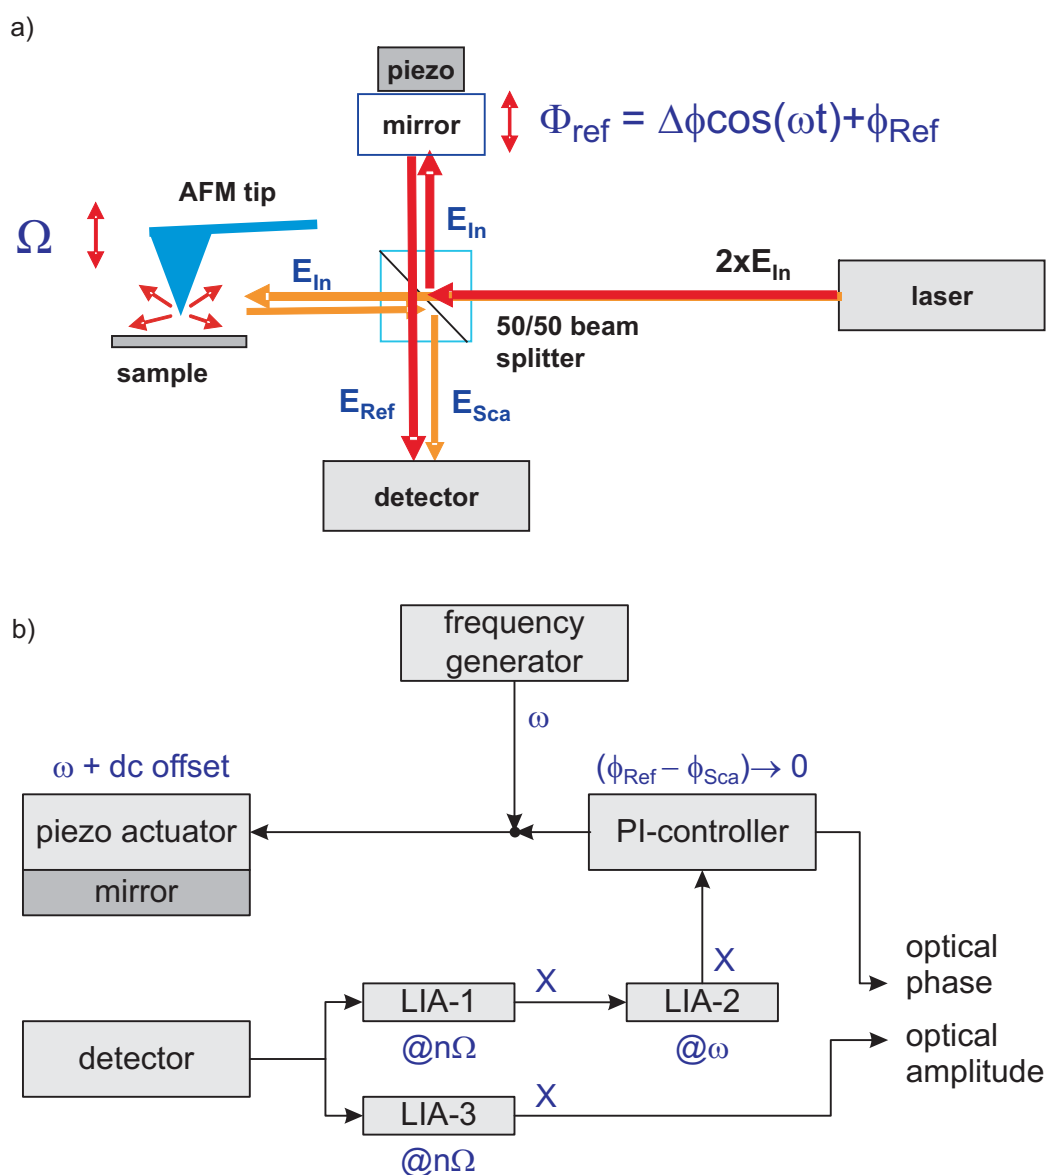 a)
piezo
mirror
Φref = Δϕcos(ωt)+ϕRef
AFM tip
Ω
EIn
EIn
2xEIn
laser
50/50 beam
splitter
sample
ERef
ESca
detector
b)
frequency
generator
ω
ω + dc offset
(ϕRef – ϕSca)→ 0
piezo actuator
PI-controller
mirror
optical
phase
X
X
LIA-1
LIA-2
@nΩ
@ω
detector
optical
amplitude
X
LIA-3
@nΩ